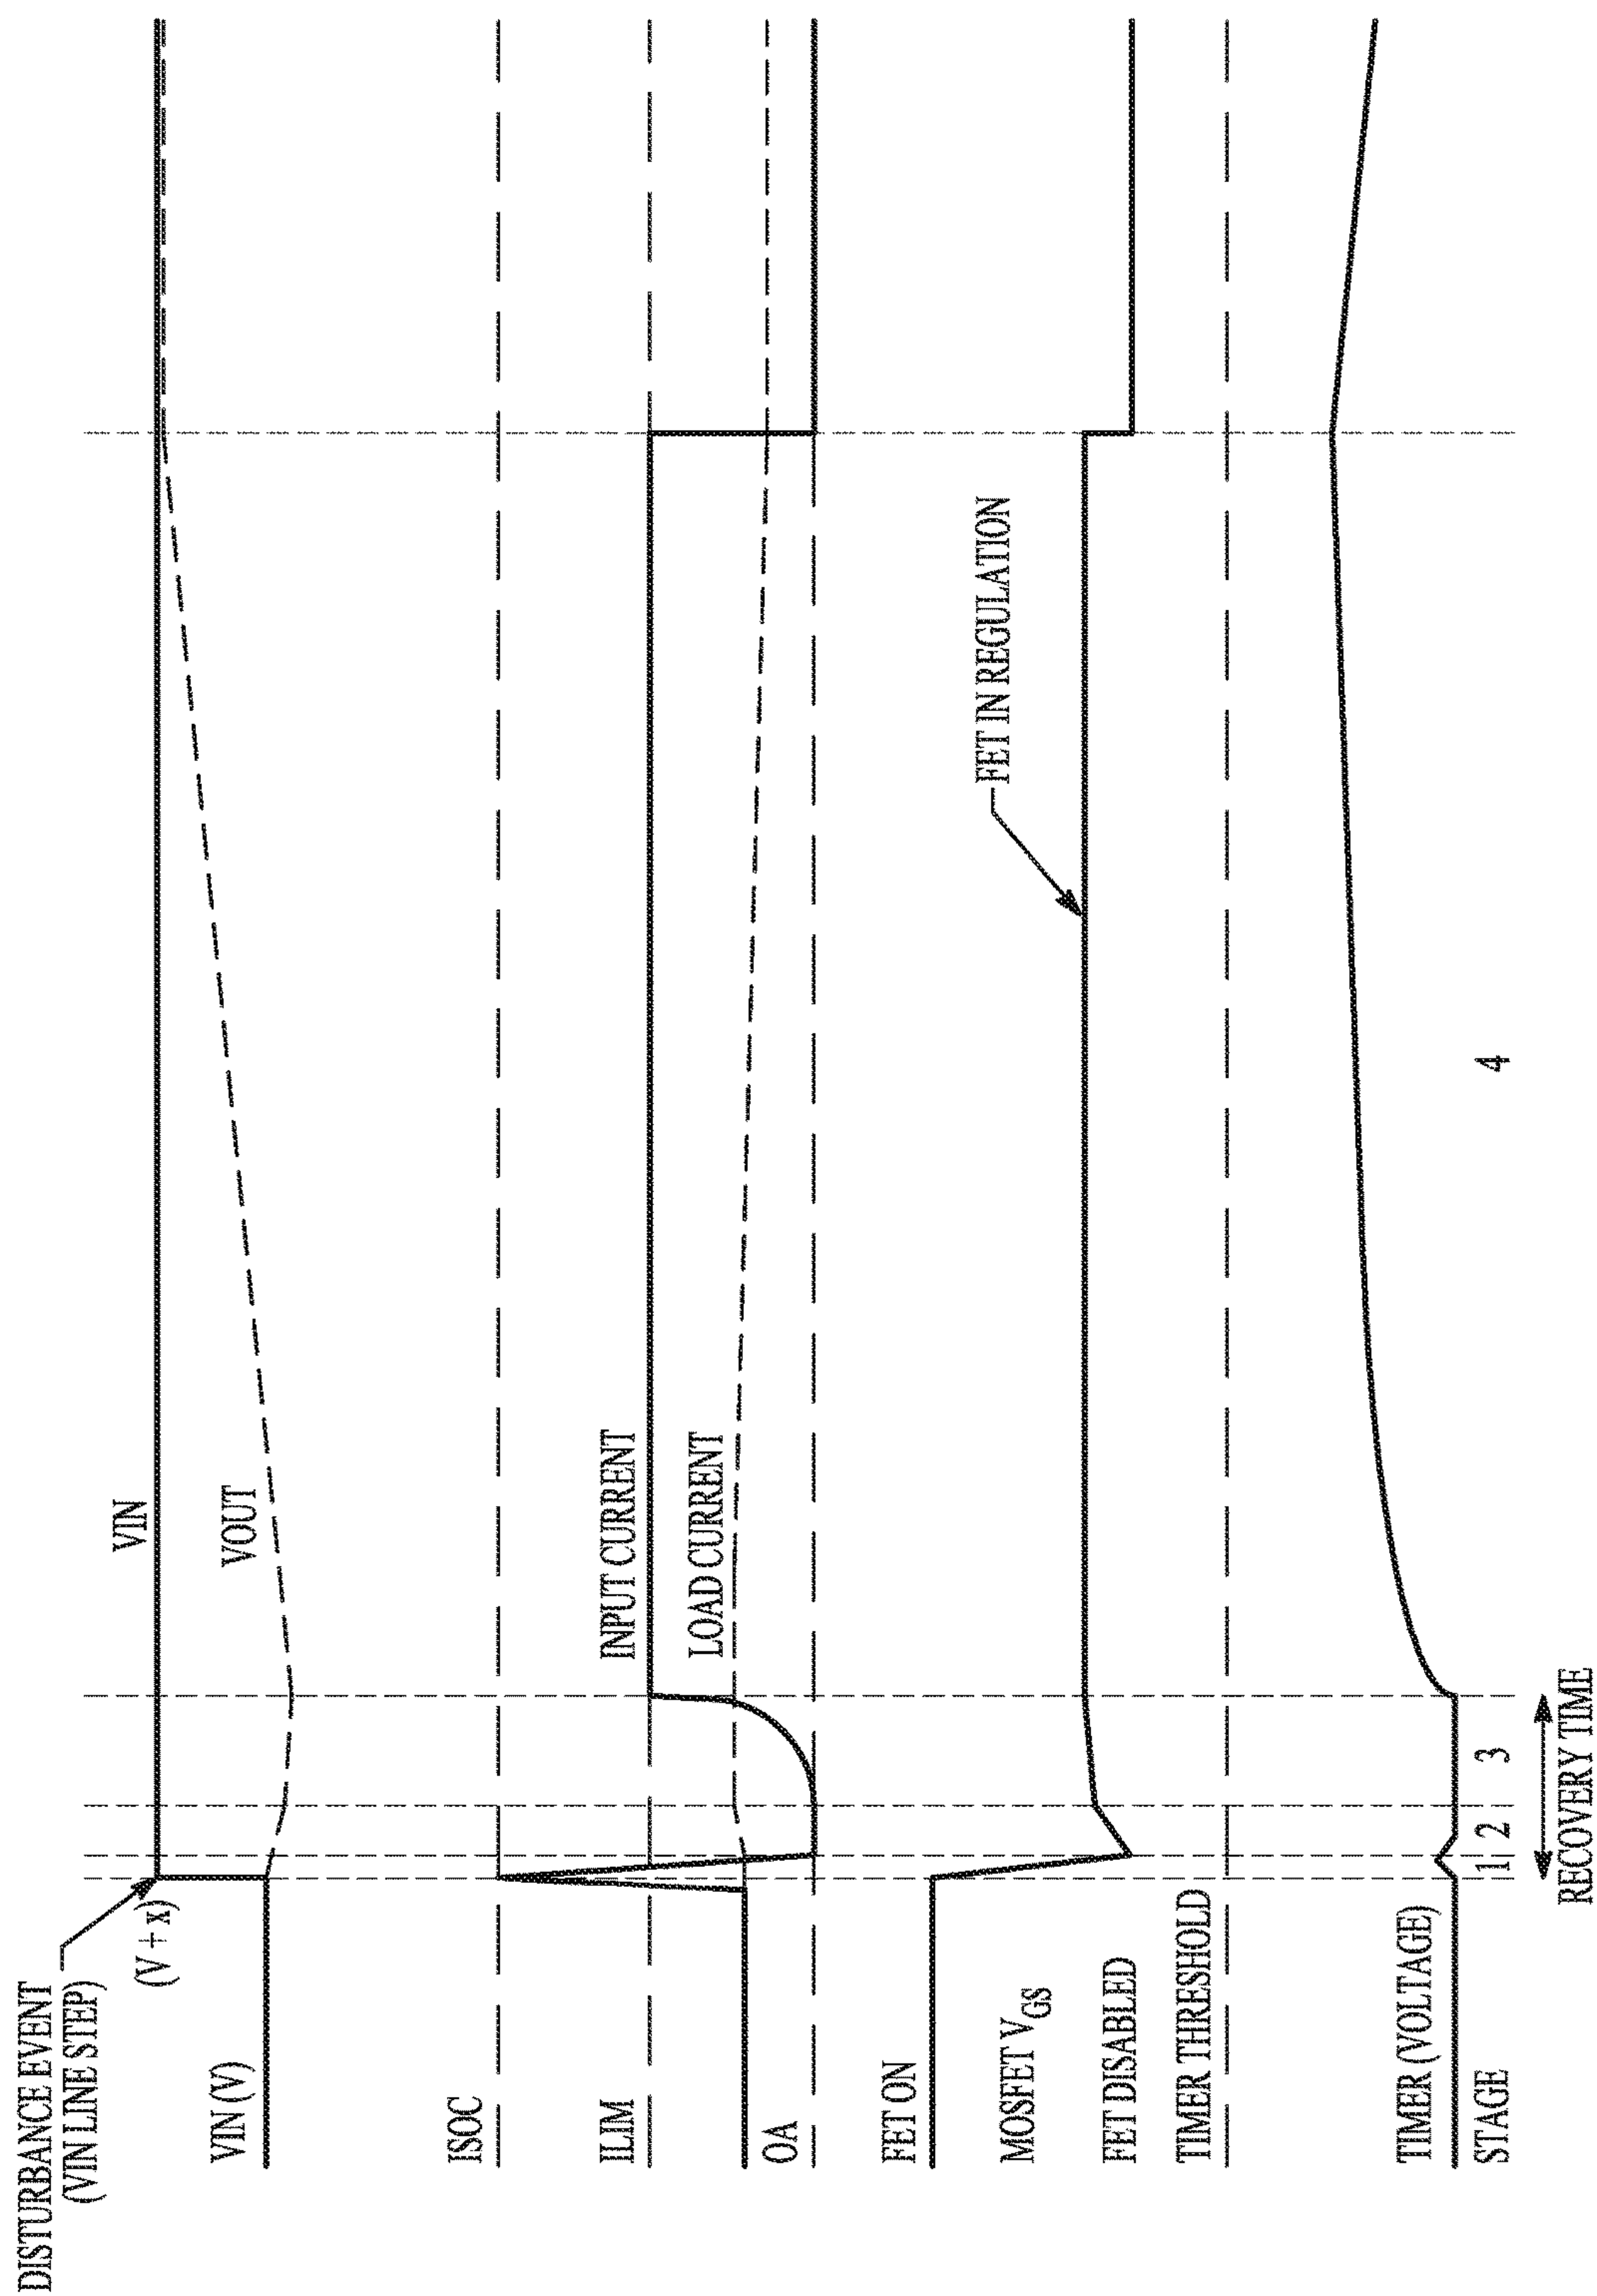 DISTURBANCE EVENT
(VIN LINE STEP)
(V + x)
VIN
VIN (V)
VOUT
ISOC
ILIM
INPUT CURRENT
LOAD CURRENT
OA
FET ON
FET IN REGULATION
MOSFET VGS
FET DISABLED
TIMER THRESHOLD
TIMER (VOLTAGE)
STAGE
1
2
3
4
RECOVERY TIME